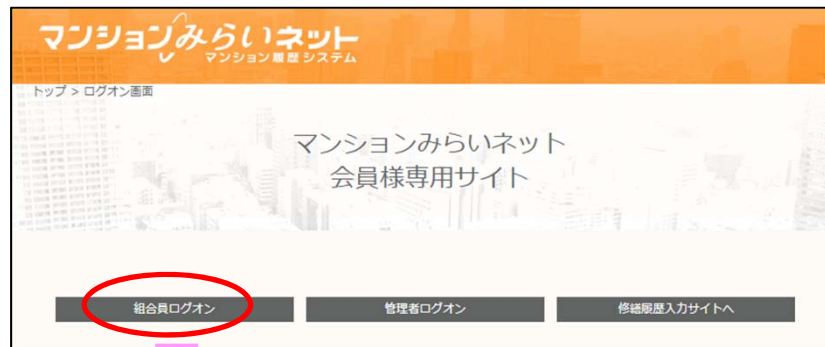 マンションみらいネット
マンション履歴システム
トップ > ログオン画面
マンションみらいネット
会員様専用サイト
組合員ログオン
管理者ログオン
修繕履歴入力サイトへ